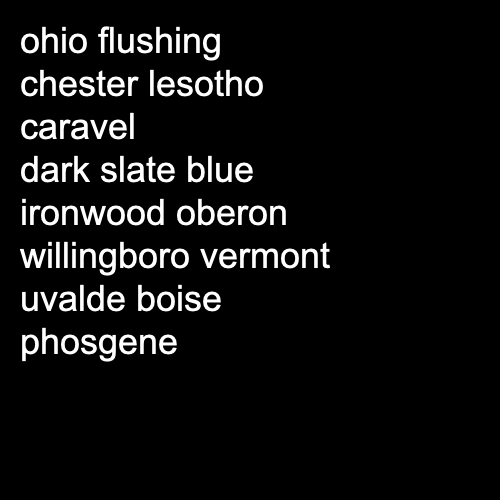 ohio flushing
chester lesotho
caravel
dark slate blue
ironwood oberon
willingboro vermont
uvalde boise
phosgene